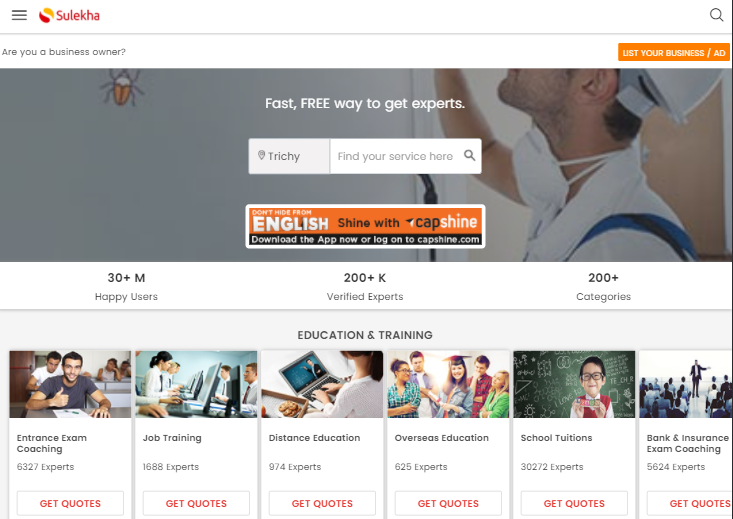 Sulekha
Are you a business owner?
LIST YOUR BUSINESS / AD
Fast, FREE way to get experts.
Trichy
Find your service here
DON'T HIDE FROM
ENGLISH
Shine with capshine
Download the App now or log on to capshine.com
30+ M
200+ K
200+
Happy Users
Verified Experts
Categories
EDUCATION & TRAINING
Entrance Exam
Coaching
6327 Experts
GET QUOTES
Job Training
1688 Experts
GET QUOTES
Distance Education
974 Experts
GET QUOTES
Overseas Education
625 Experts
GET QUOTES
School Tuitions
30272 Experts
GET QUOTES
Bank & Insurance
Exam Coaching
5624 Experts
GET QUOTES